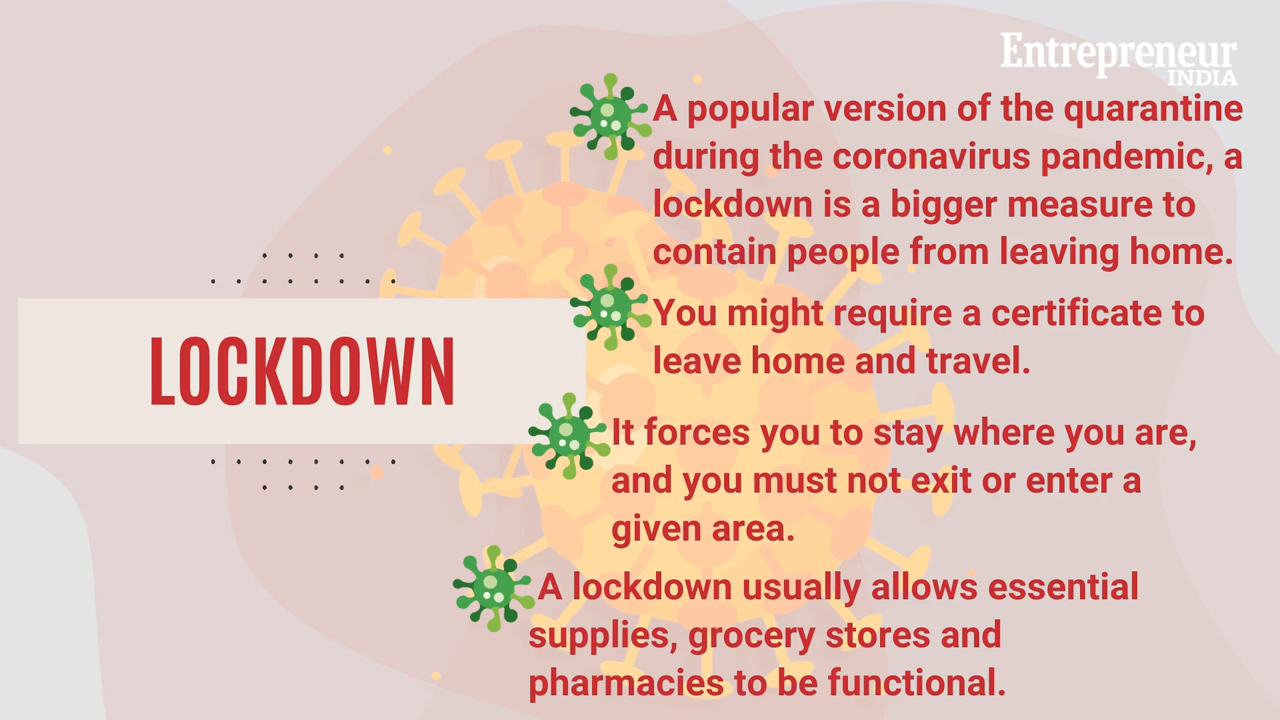 Entrepreneur
INDIA
A popular version of the quarantine
during the coronavirus pandemic, a
lockdown is a bigger measure to
contain people from leaving home.
You might require a certificate to
leave home and travel.
LOCKDOWN
It forces you to stay where you are,
and you must not exit or enter a
given area.
A lockdown usually allows essential
supplies, grocery stores and
pharmacies to be functional.